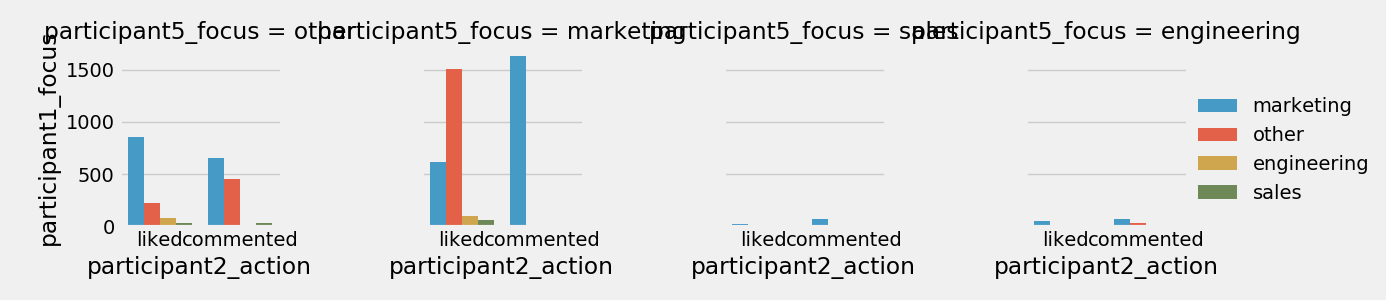 participant5_focus = other
participant5_focus = marketing
participant5_focus = sales
participant5_focus = engineering
participant1_focus
1500
1000
500
0
liked commented
liked commented
liked commented
liked commented
participant2_action
participant2_action
participant2_action
participant2_action
marketing
other
engineering
sales